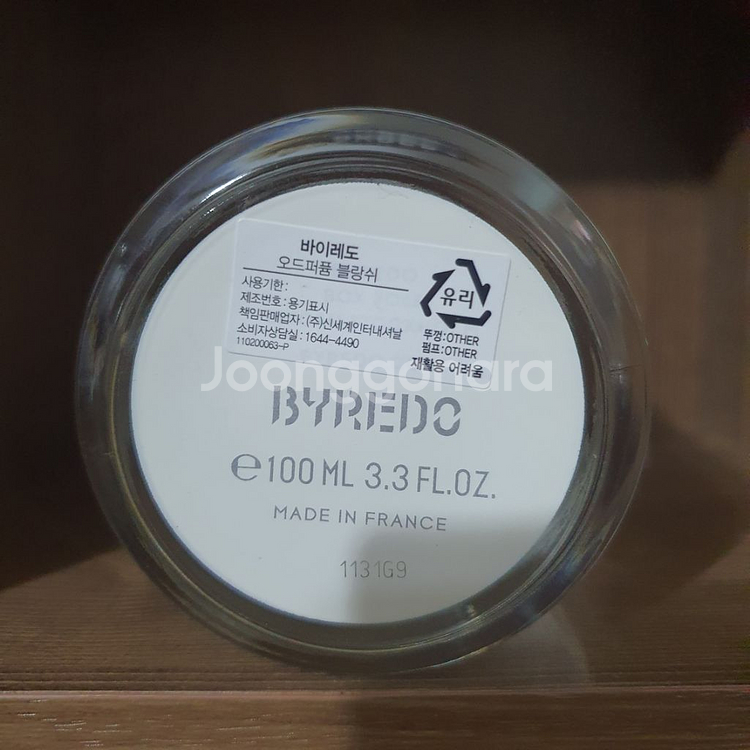 바이레도
오드퍼퓸 블랑쉬
사용기한 :
제조번호 : 용기표시
책임판매업자 : (주)신세계인터내셔날
소비자상담실 : 1644-4490
110200063-P
유리
뚜껑:OTHER
펌프:OTHER
재활용 어려움
Joonggonara
BYREDO
℮100 ML 3.3 FL.OZ.
MADE IN FRANCE
1131G9